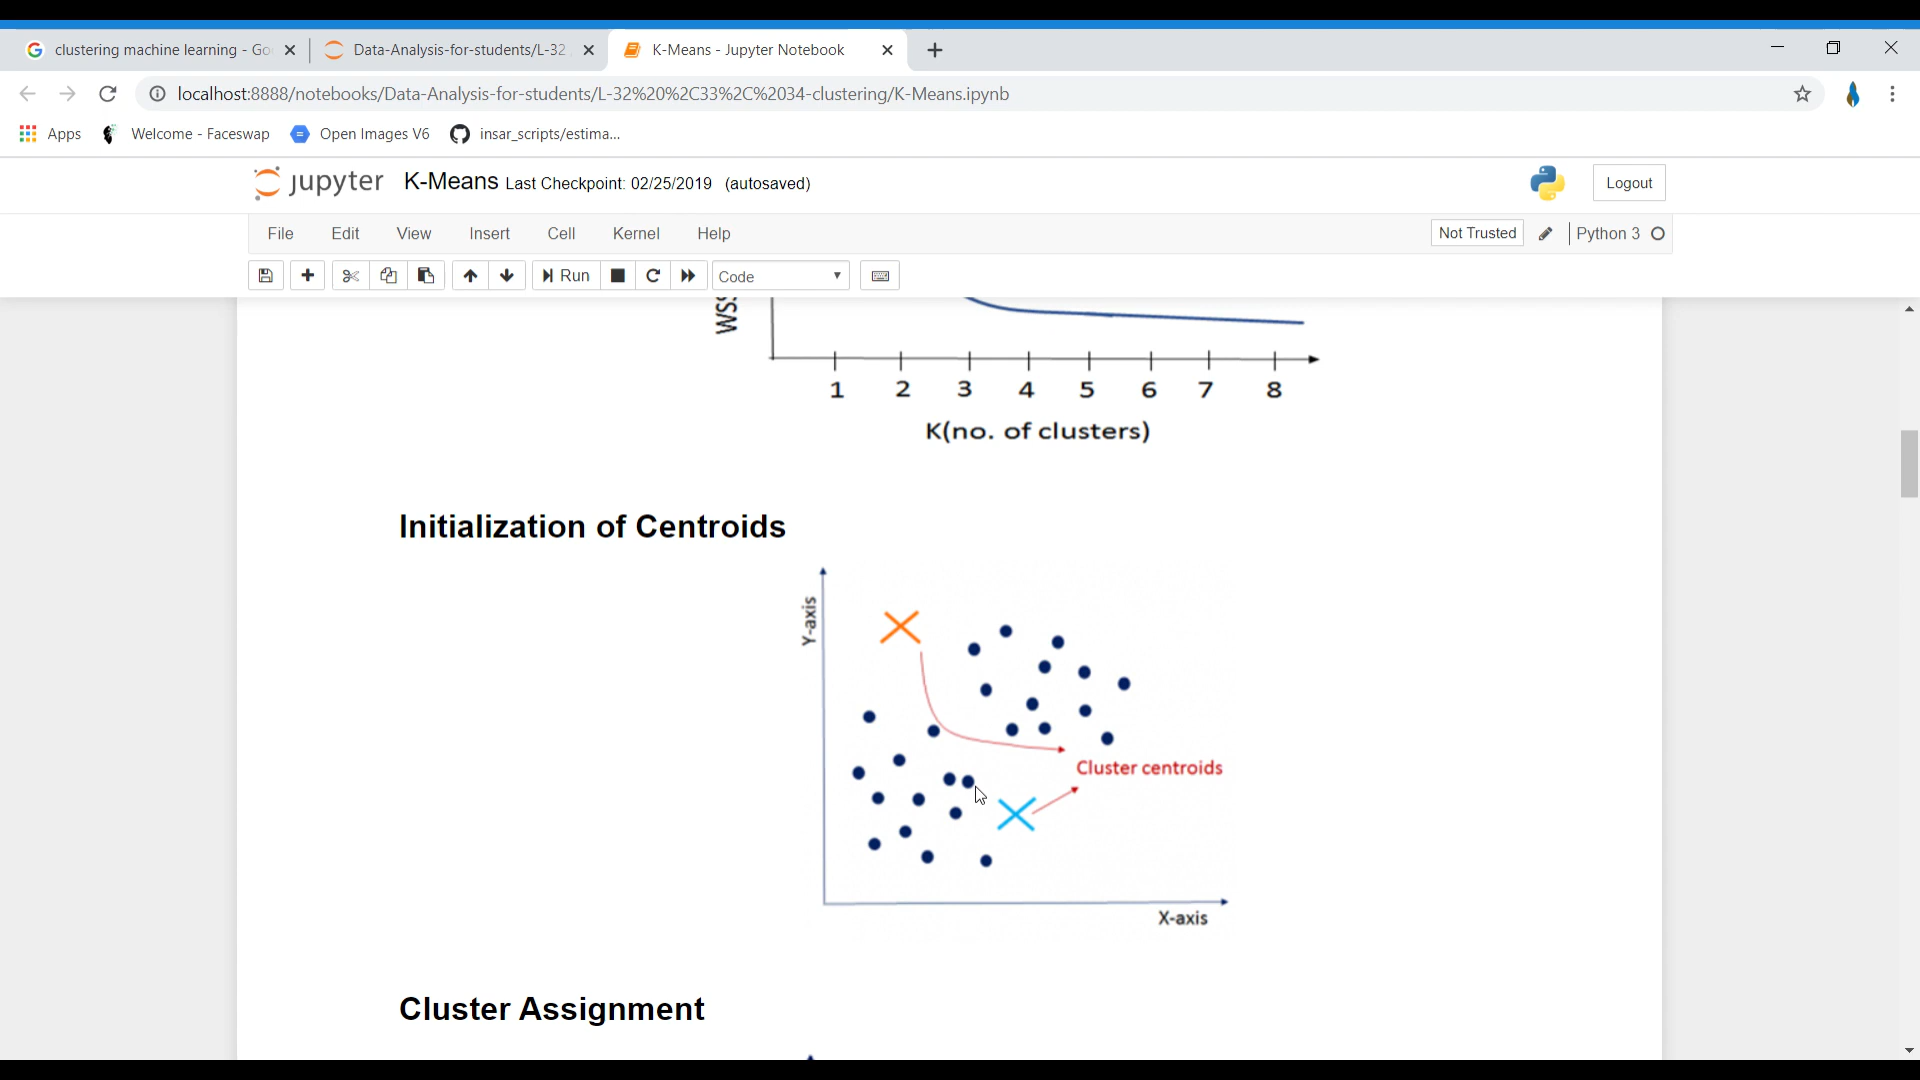 clustering machine learning - Go
Data-Analysis-for-students/L-32
K-Means - Jupyter Notebook
localhost:8888/notebooks/Data-Analysis-for-students/L-32%20%2C33%2C%2034-clustering/K-Means.ipynb
Apps
Welcome - Faceswap
Open Images V6
insar_scripts/estima...
jupyter
K-Means Last Checkpoint: 02/25/2019 (autosaved)
Logout
File Edit View Insert Cell Kernel Help
Not Trusted
Python 3
Run
Code
1 2 3 4 5 6 7 8
K(no. of clusters)
Initialization of Centroids
Y-axis
Cluster centroids
X-axis
Cluster Assignment